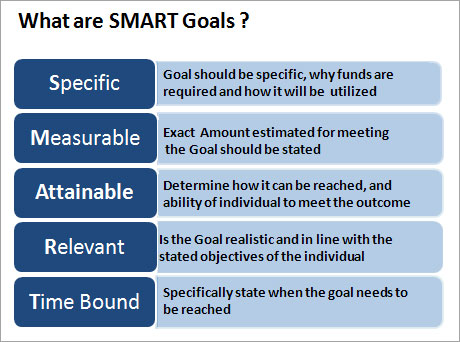 What are SMART Goals ?
Specific
Goal should be specific, why funds are
required and how it will be utilized
Measurable
Exact Amount estimated for meeting
the Goal should be stated
Attainable
Determine how it can be reached, and
ability of individual to meet the outcome
Relevant
Is the Goal realistic and in line with the
stated objectives of the individual
Time Bound
Specifically state when the goal needs to
be reached